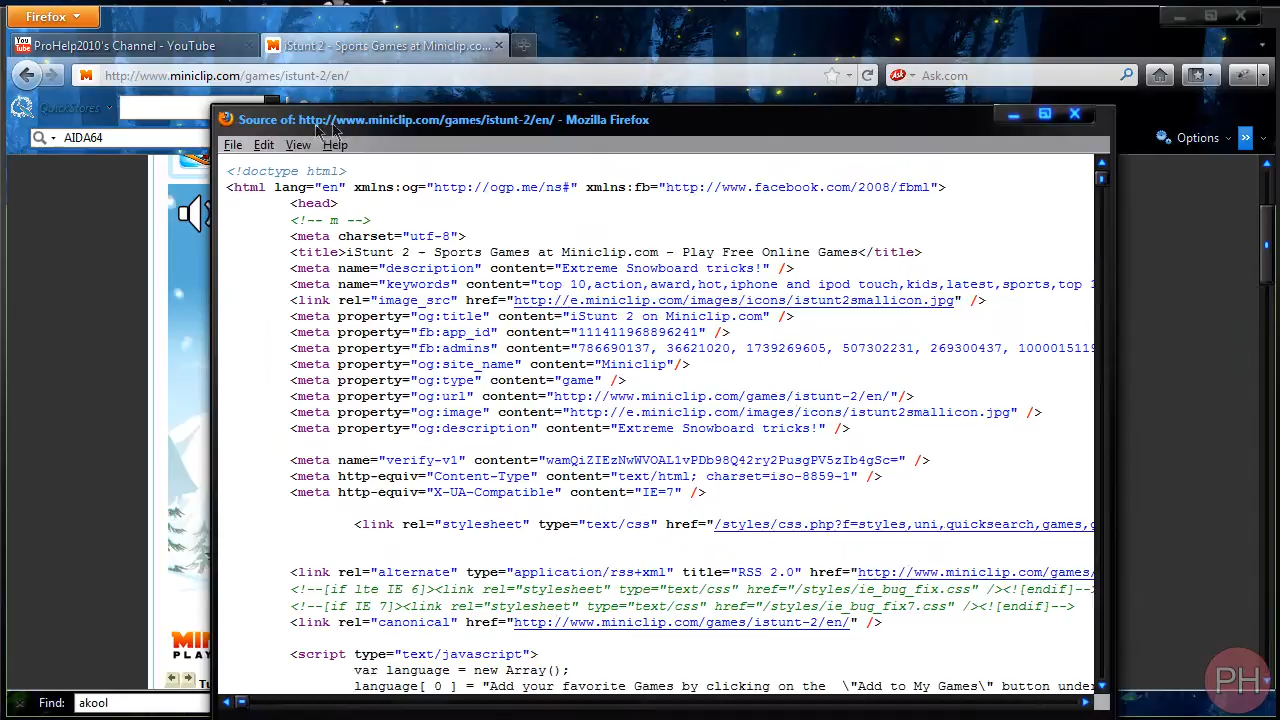 Firefox
You Tube ProHelp2010's Channel - YouTube
iStunt 2 - Sports Games at Miniclip.co...
http://www.miniclip.com/games/istunt-2/en/
Ask Ask.com
QuickStores
AIDA64
Options
Source of: http://www.miniclip.com/games/istunt-2/en/ - Mozilla Firefox
File Edit View Help
<!doctype html>
<html lang="en" xmlns:og="http://ogp.me/ns#" xmlns:fb="http://www.facebook.com/2008/fbml">
<head>
<!-- m -->
<meta charset="utf-8">
<title>iStunt 2 - Sports Games at Miniclip.com - Play Free Online Games</title>
<meta name="description" content="Extreme Snowboard tricks!" />
<meta name="keywords" content="top 10,action,award,hot,iphone and ipod touch,kids,latest,sports,top 1
<link rel="image_src" href="http://e.miniclip.com/images/icons/istunt2smallicon.jpg" />
<meta property="og:title" content="iStunt 2 on Miniclip.com" />
<meta property="fb:app_id" content="111411968896241" />
<meta property="fb:admins" content="786690137, 36621020, 1739269605, 507302231, 269300437, 1000015119
<meta property="og:site_name" content="Miniclip"/>
<meta property="og:type" content="game" />
<meta property="og:url" content="http://www.miniclip.com/games/istunt-2/en/"/>
<meta property="og:image" content="http://e.miniclip.com/images/icons/istunt2smallicon.jpg" />
<meta property="og:description" content="Extreme Snowboard tricks!" />
<meta name="verify-v1" content="wamQiZIEzNwWVOAL1vPDb98Q42ry2PusgPV5zIb4gSc=" />
<meta http-equiv="Content-Type" content="text/html; charset=iso-8859-1" />
<meta http-equiv="X-UA-Compatible" content="IE=7" />
<link rel="stylesheet" type="text/css" href="/styles/css.php?f=styles,uni,quicksearch,games,g
<link rel="alternate" type="application/rss+xml" title="RSS 2.0" href="http://www.miniclip.com/games/
<!--[if lte IE 6]><link rel="stylesheet" type="text/css" href="/styles/ie_bug_fix.css" /><![endif]-->
<!--[if IE 7]><link rel="stylesheet" type="text/css" href="/styles/ie_bug_fix7.css" /><![endif]-->
<link rel="canonical" href="http://www.miniclip.com/games/istunt-2/en/" />
<script type="text/javascript">
var language = new Array();
language[ 0 ] = "Add your favorite Games by clicking on the \"Add to My Games\" button under
MINI
PLAY
Tu
Find: akool
PH